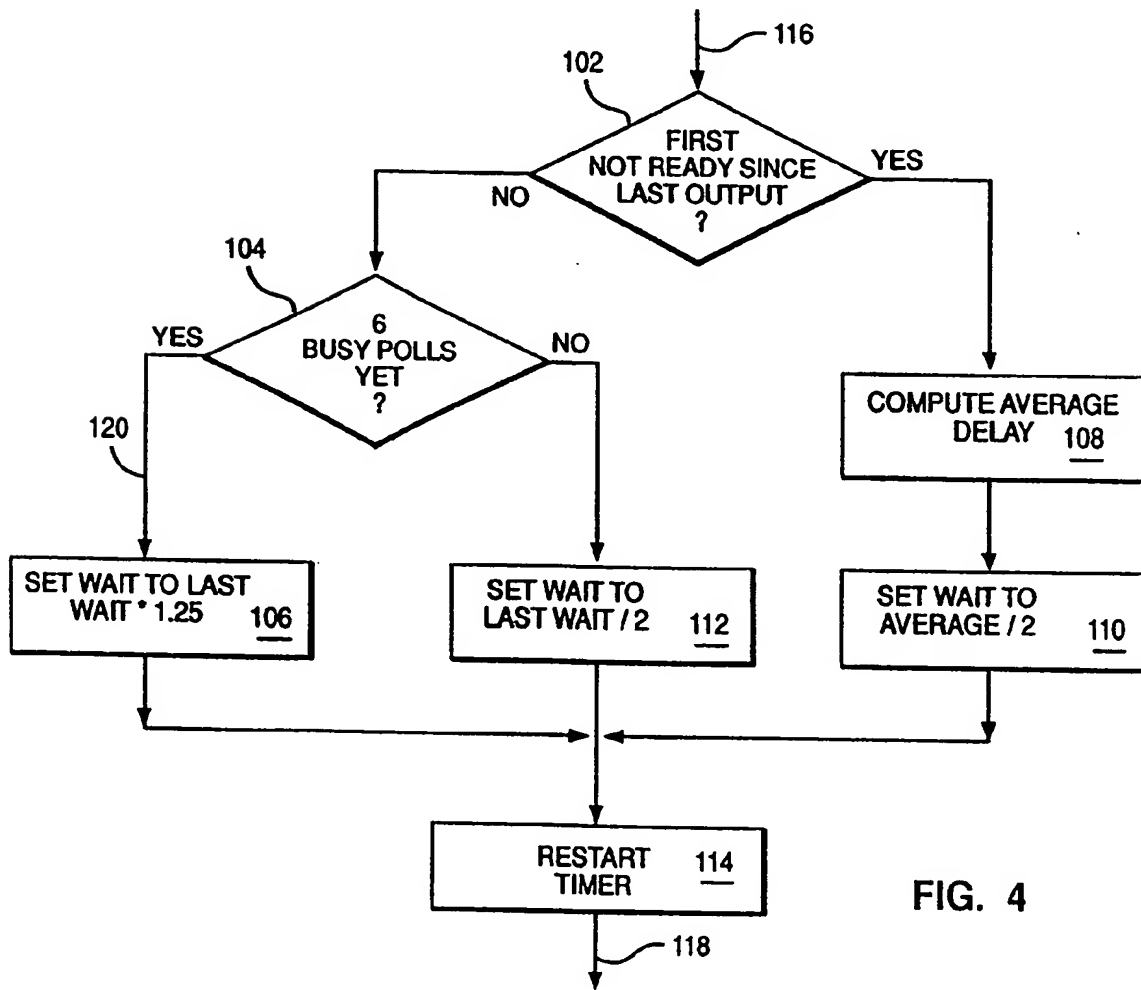 116
102
FIRST
NOT READY SINCE
LAST OUTPUT
?
NO
YES
104
6
BUSY POLLS
YET
?
YES
NO
120
COMPUTE AVERAGE
DELAY 108
SET WAIT TO LAST
WAIT * 1.25 106
SET WAIT TO
LAST WAIT / 2 112
SET WAIT TO
AVERAGE / 2 110
RESTART
TIMER 114
118
FIG. 4